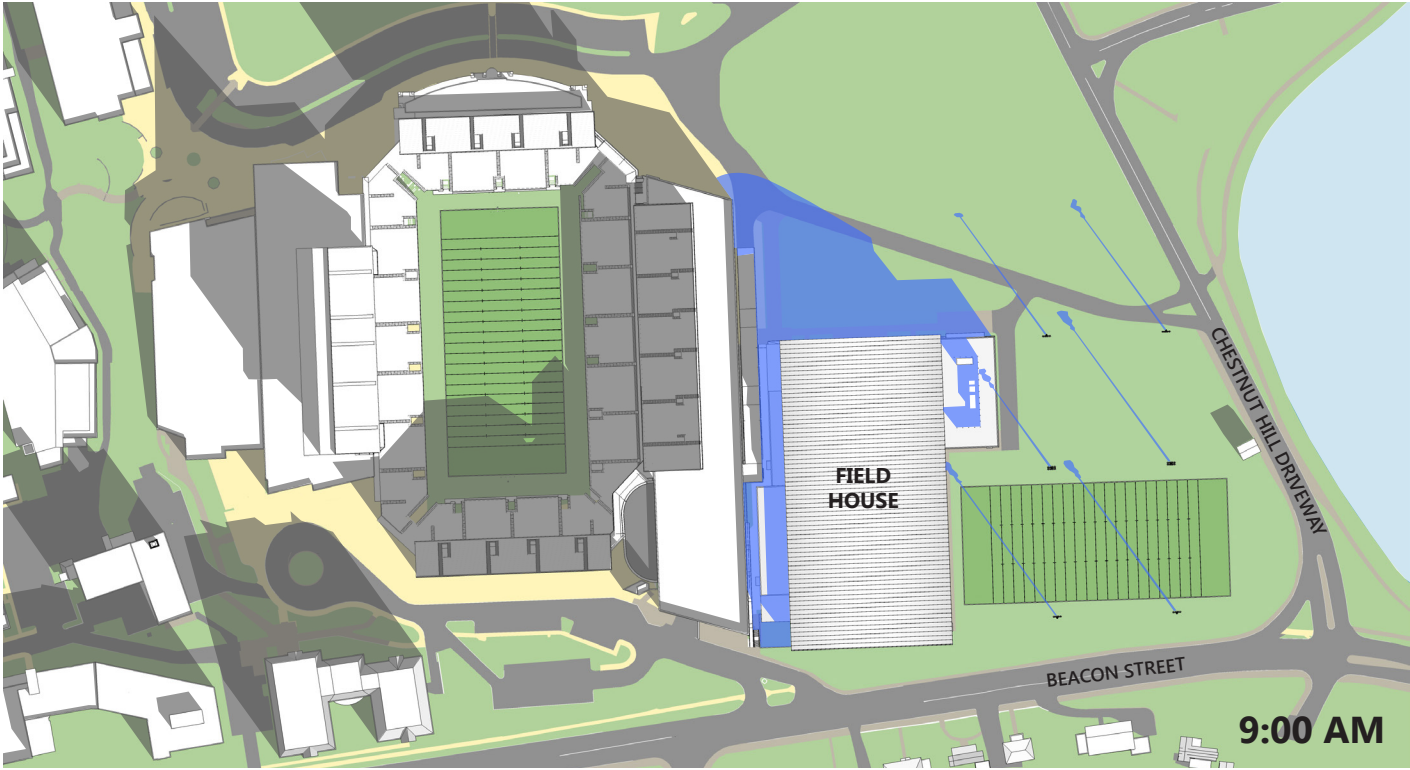 CHESTNUT HILL DRIVEWAY
FIELD
HOUSE
BEACON STREET
9:00 AM